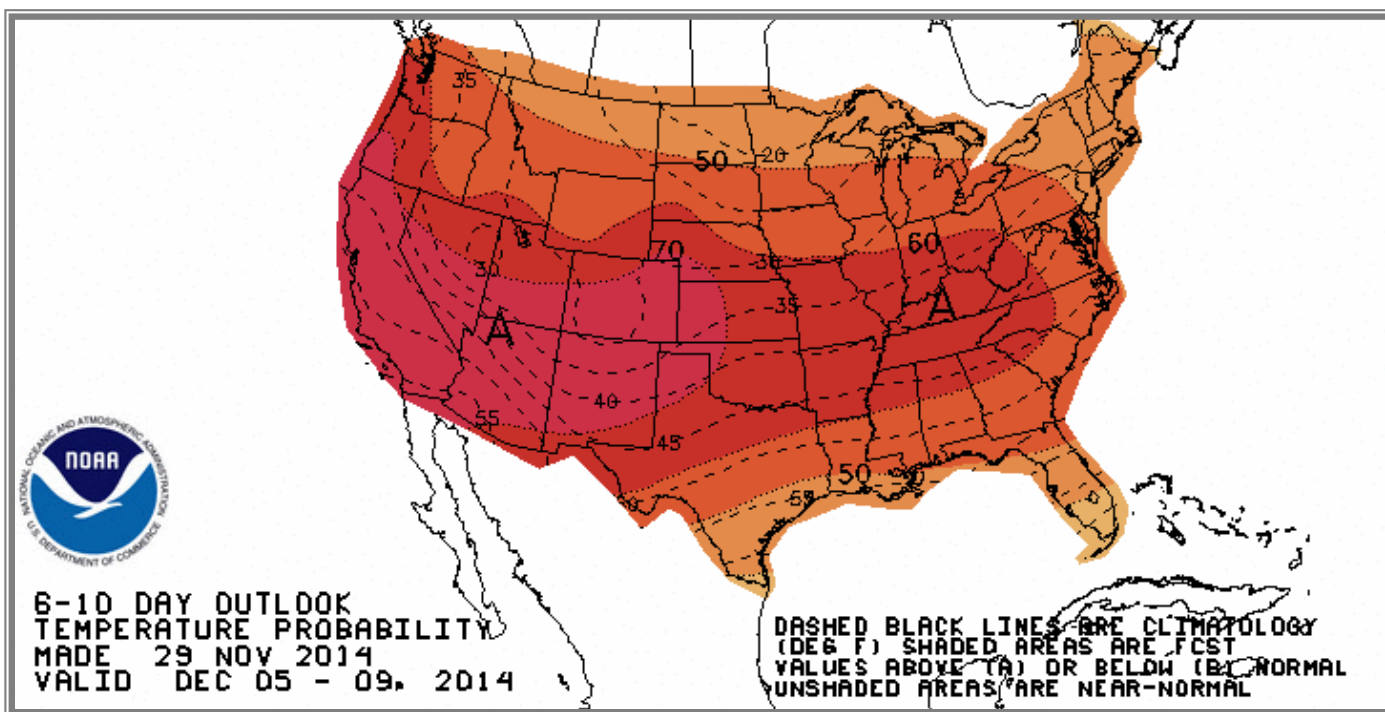 35
50
20
70
60
30
30
35
A
A
40
55
45
50
55
NOAA
NATIONAL OCEANIC AND ATMOSPHERIC ADMINISTRATION
U.S. DEPARTMENT OF COMMERCE
6-10 DAY OUTLOOK
TEMPERATURE PROBABILITY
MADE 29 NOV 2014
VALID DEC 05 - 09, 2014
DASHED BLACK LINES ARE CLIMATOLOGY
(DEG F) SHADED AREAS ARE FCST
VALUES ABOVE (A) OR BELOW (B) NORMAL
UNSHADED AREAS ARE NEAR-NORMAL